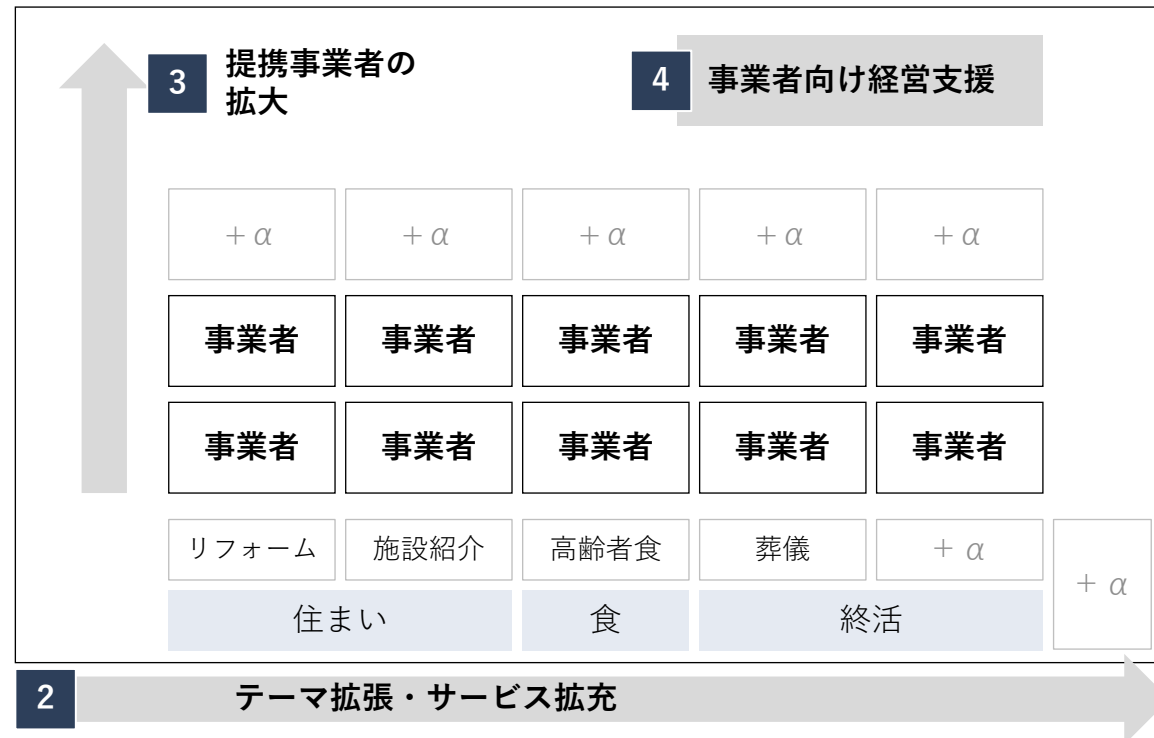 3
提携事業者の
拡大
4
事業者向け経営支援
+α +α +α +α +α
事業者 事業者 事業者 事業者 事業者
事業者 事業者 事業者 事業者 事業者
リフォーム 施設紹介 高齢者食 葬儀 +α
+α
住まい 食 終活
2
テーマ拡張・サービス拡充